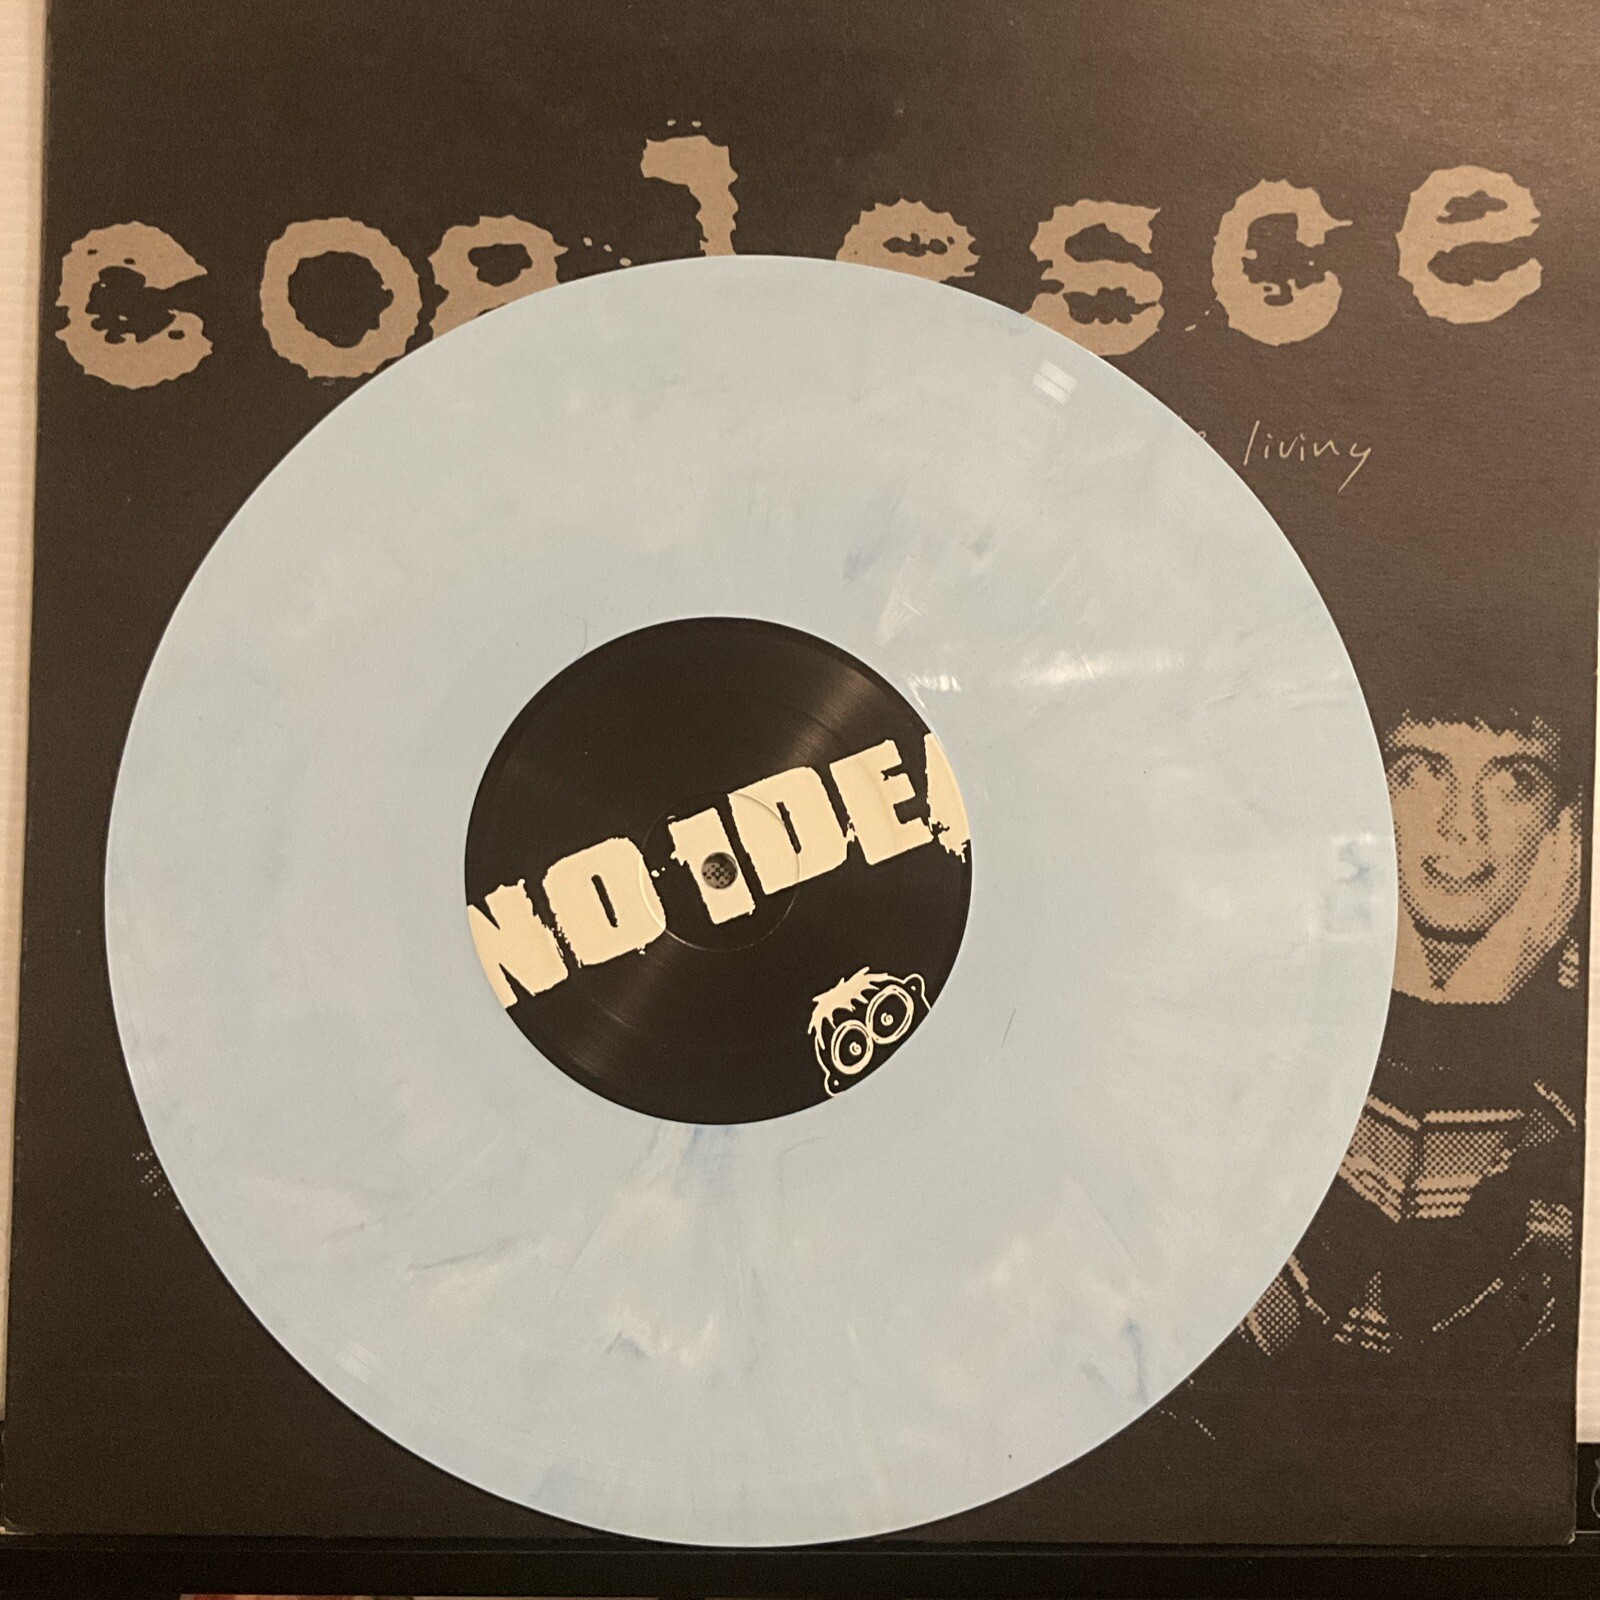 coalesce
living
NO IDEA